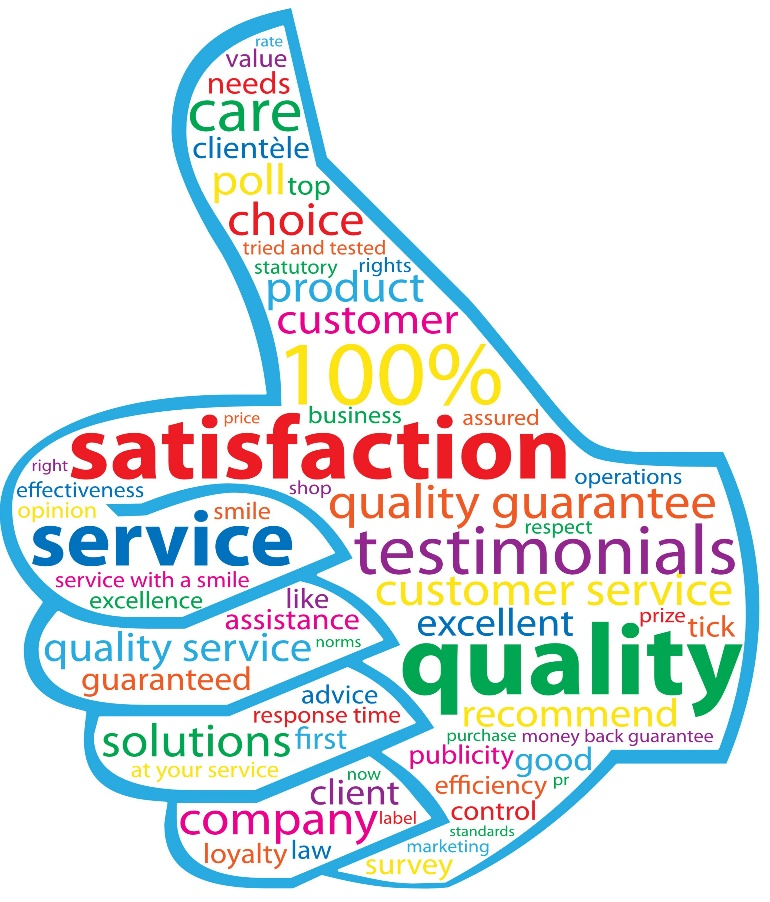 rate
value
needs
care
clientèle
poll top
choice
tried and tested
statutory rights
product
customer
100%
price business assured
satisfaction
right
shop operations
effectiveness
quality guarantee
opinion smile
respect
service
testimonials
service with a smile
customer service
excellence like
assistance
prize
excellent tick
quality service norms
quality
guaranteed
advice
recommend
response time
solutions first
purchase money back guarantee
at your service
publicity good
now
client
efficiency pr
company label
control
standards
loyalty law
marketing
survey